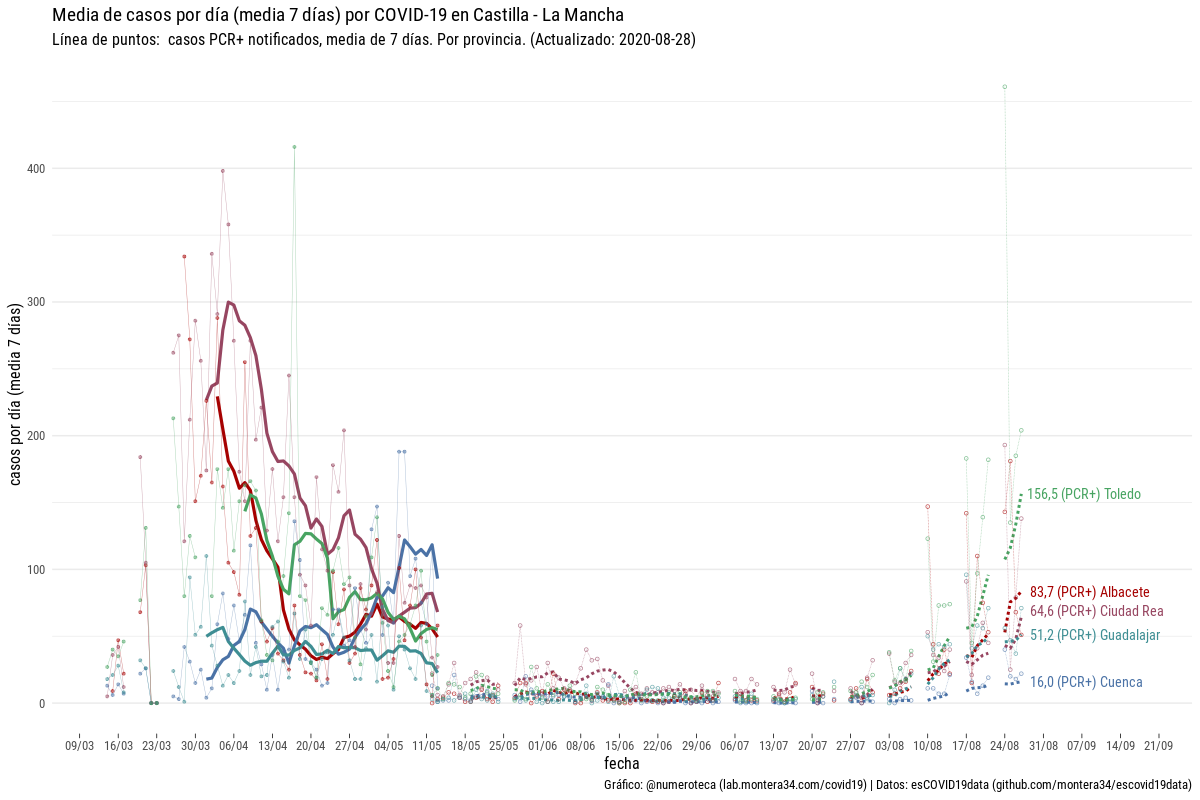 Media de casos por día (media 7 días) por COVID-19 en Castilla - La Mancha
Línea de puntos:  casos PCR+ notificados, media de 7 días. Por provincia. (Actualizado: 2020-08-28)
casos por día (media 7 días)
400
300
200
100
0
156,5 (PCR+) Toledo
83,7 (PCR+) Albacete
64,6 (PCR+) Ciudad Rea
51,2 (PCR+) Guadalajar
16,0 (PCR+) Cuenca
09/03 16/03 23/03 30/03 06/04 13/04 20/04 27/04 04/05 11/05 18/05 25/05 01/06 08/06 15/06 22/06 29/06 06/07 13/07 20/07 27/07 03/08 10/08 17/08 24/08 31/08 07/09 14/09 21/09
fecha
Gráfico: @numeroteca (lab.montera34.com/covid19) | Datos: esCOVID19data (github.com/montera34/escovid19data)